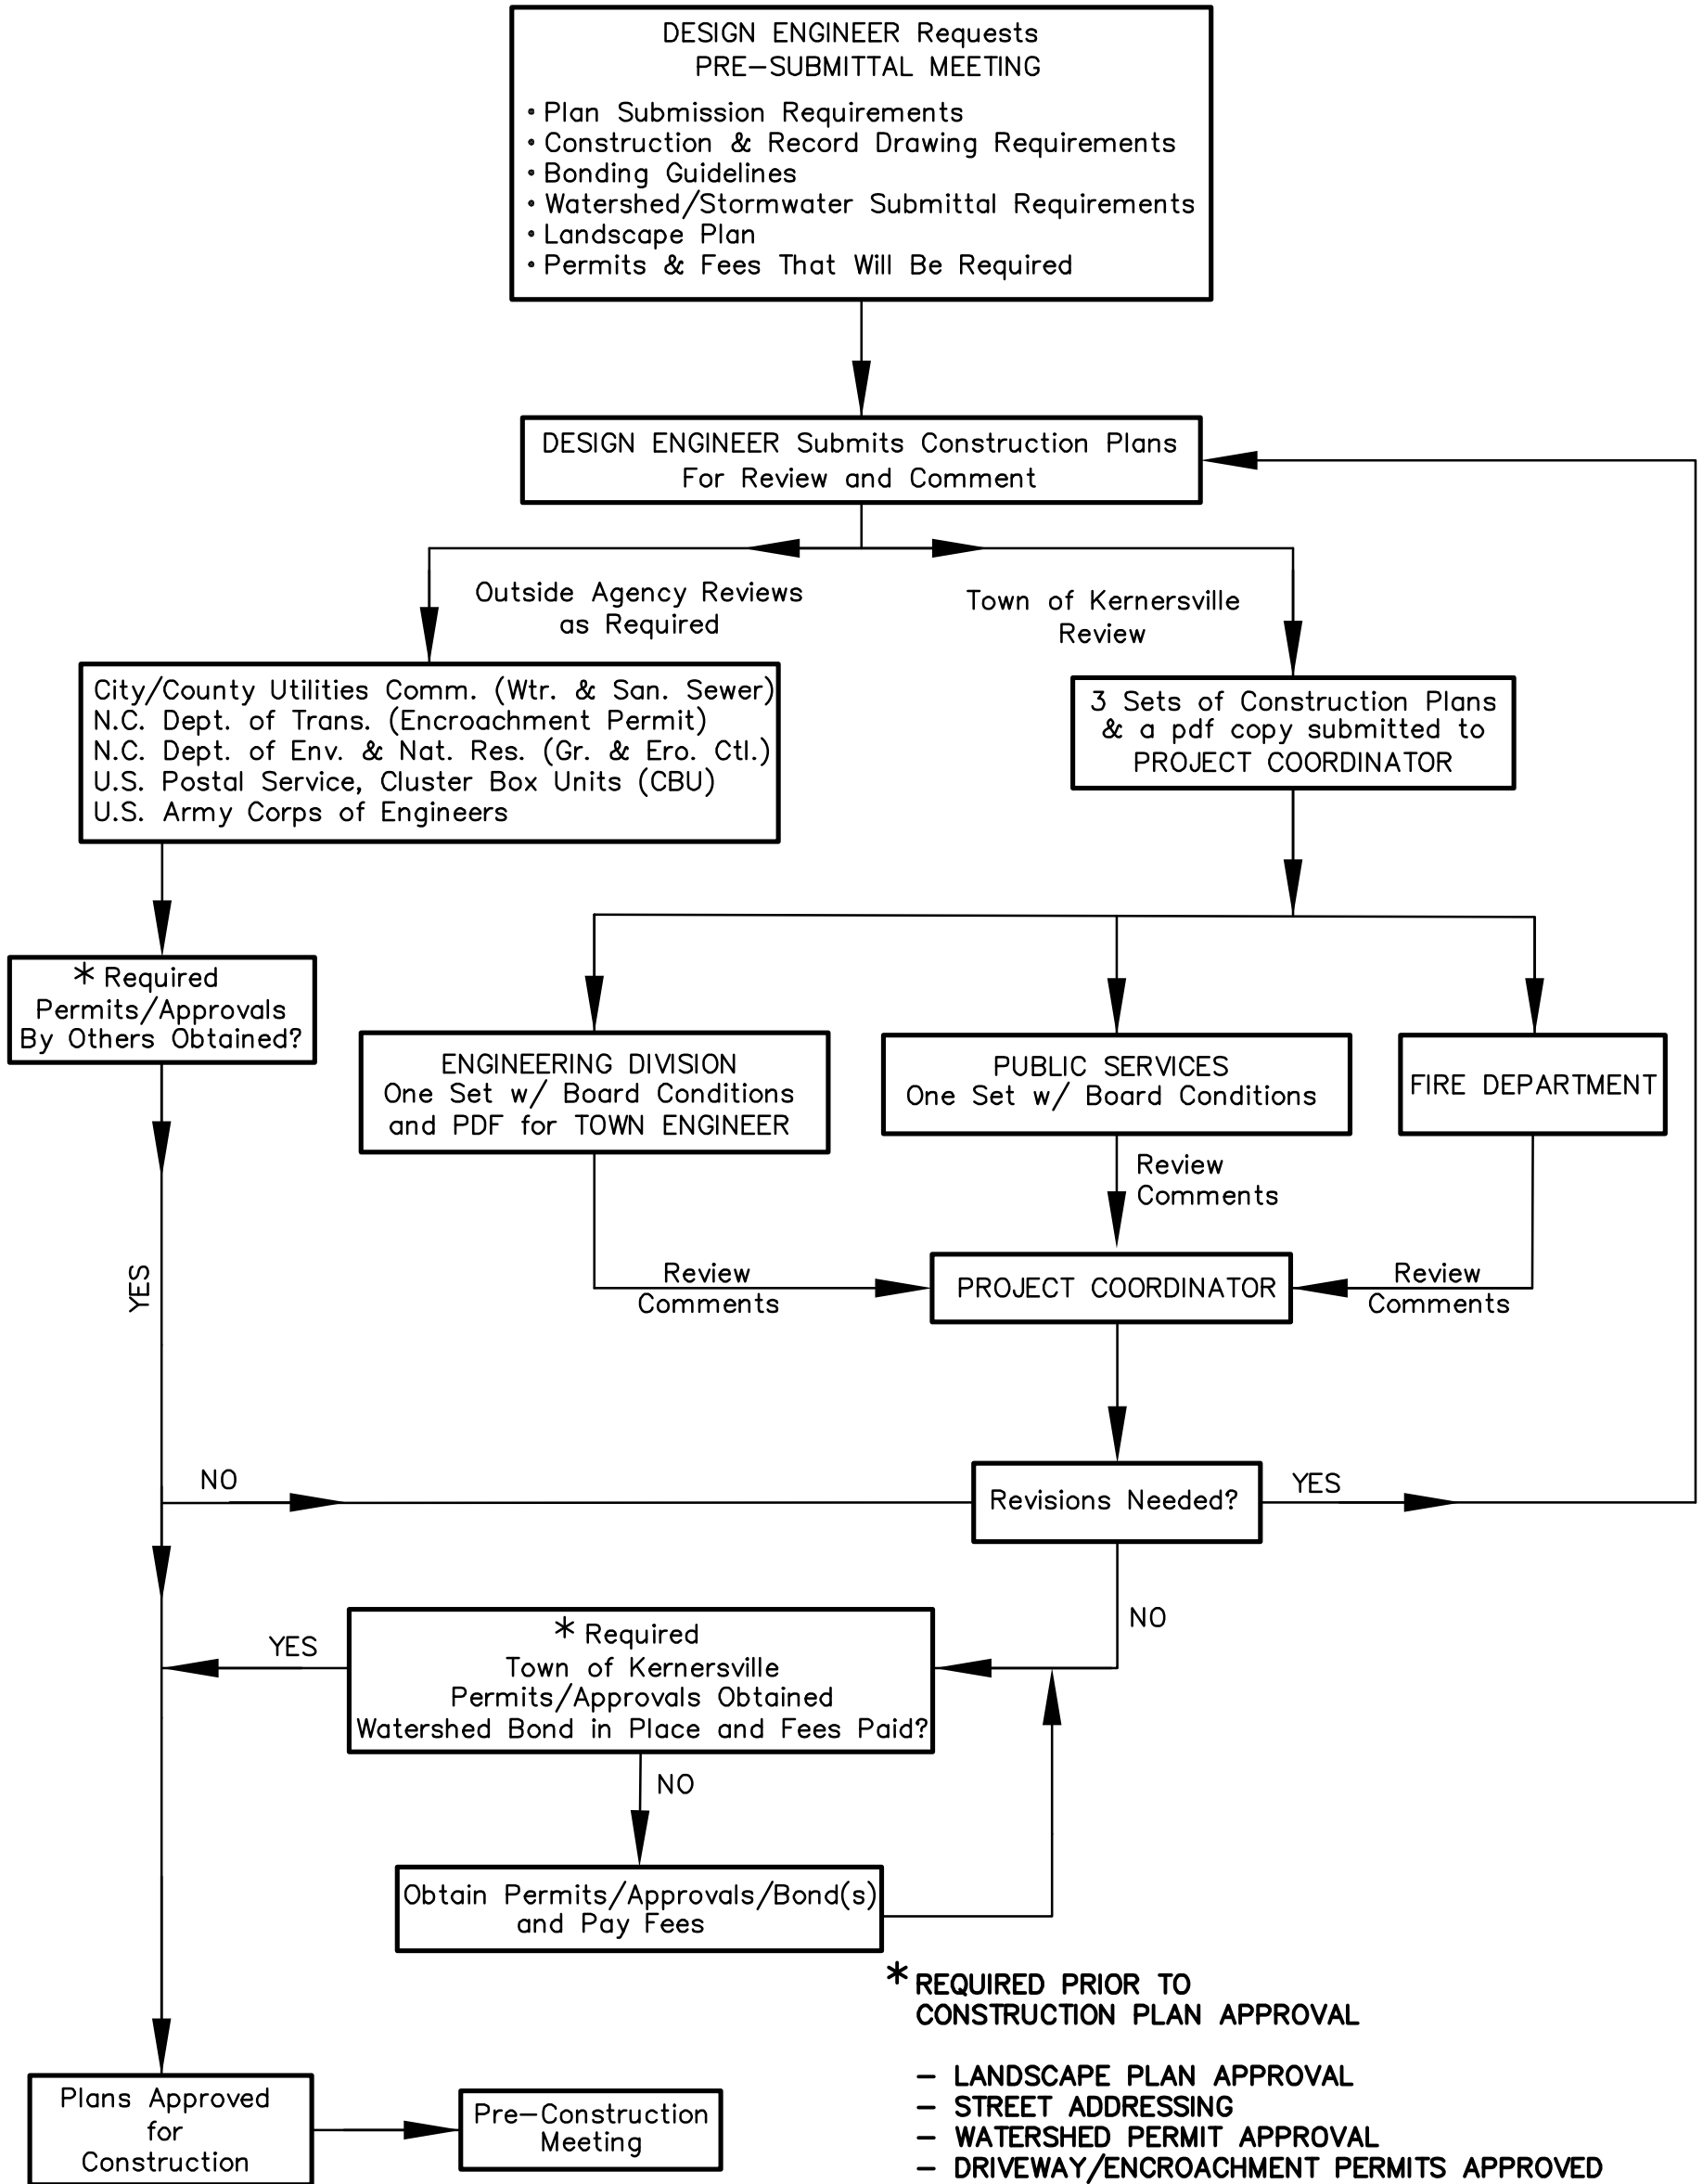 DESIGN ENGINEER Requests
PRE-SUBMITTAL MEETING
• Plan Submission Requirements
• Construction & Record Drawing Requirements
• Bonding Guidelines
• Watershed/Stormwater Submittal Requirements
• Landscape Plan
• Permits & Fees That Will Be Required
DESIGN ENGINEER Submits Construction Plans
For Review and Comment
Outside Agency Reviews
as Required
Town of Kernersville
Review
City/County Utilities Comm. (Wtr. & San. Sewer)
N.C. Dept. of Trans. (Encroachment Permit)
N.C. Dept. of Env. & Nat. Res. (Gr. & Ero. Ctl.)
U.S. Postal Service, Cluster Box Units (CBU)
U.S. Army Corps of Engineers
3 Sets of Construction Plans
& a pdf copy submitted to
PROJECT COORDINATOR
* Required
Permits/Approvals
By Others Obtained?
ENGINEERING DIVISION
One Set w/ Board Conditions
and PDF for TOWN ENGINEER
PUBLIC SERVICES
One Set w/ Board Conditions
FIRE DEPARTMENT
Review
Comments
YES
Review
Comments
PROJECT COORDINATOR
Review
Comments
NO
Revisions Needed?
YES
NO
YES
* Required
Town of Kernersville
Permits/Approvals Obtained
Watershed Bond in Place and Fees Paid?
NO
Obtain Permits/Approvals/Bond(s)
and Pay Fees
* REQUIRED PRIOR TO
CONSTRUCTION PLAN APPROVAL
- LANDSCAPE PLAN APPROVAL
- STREET ADDRESSING
- WATERSHED PERMIT APPROVAL
- DRIVEWAY/ENCROACHMENT PERMITS APPROVED
Plans Approved
for
Construction
Pre-Construction
Meeting